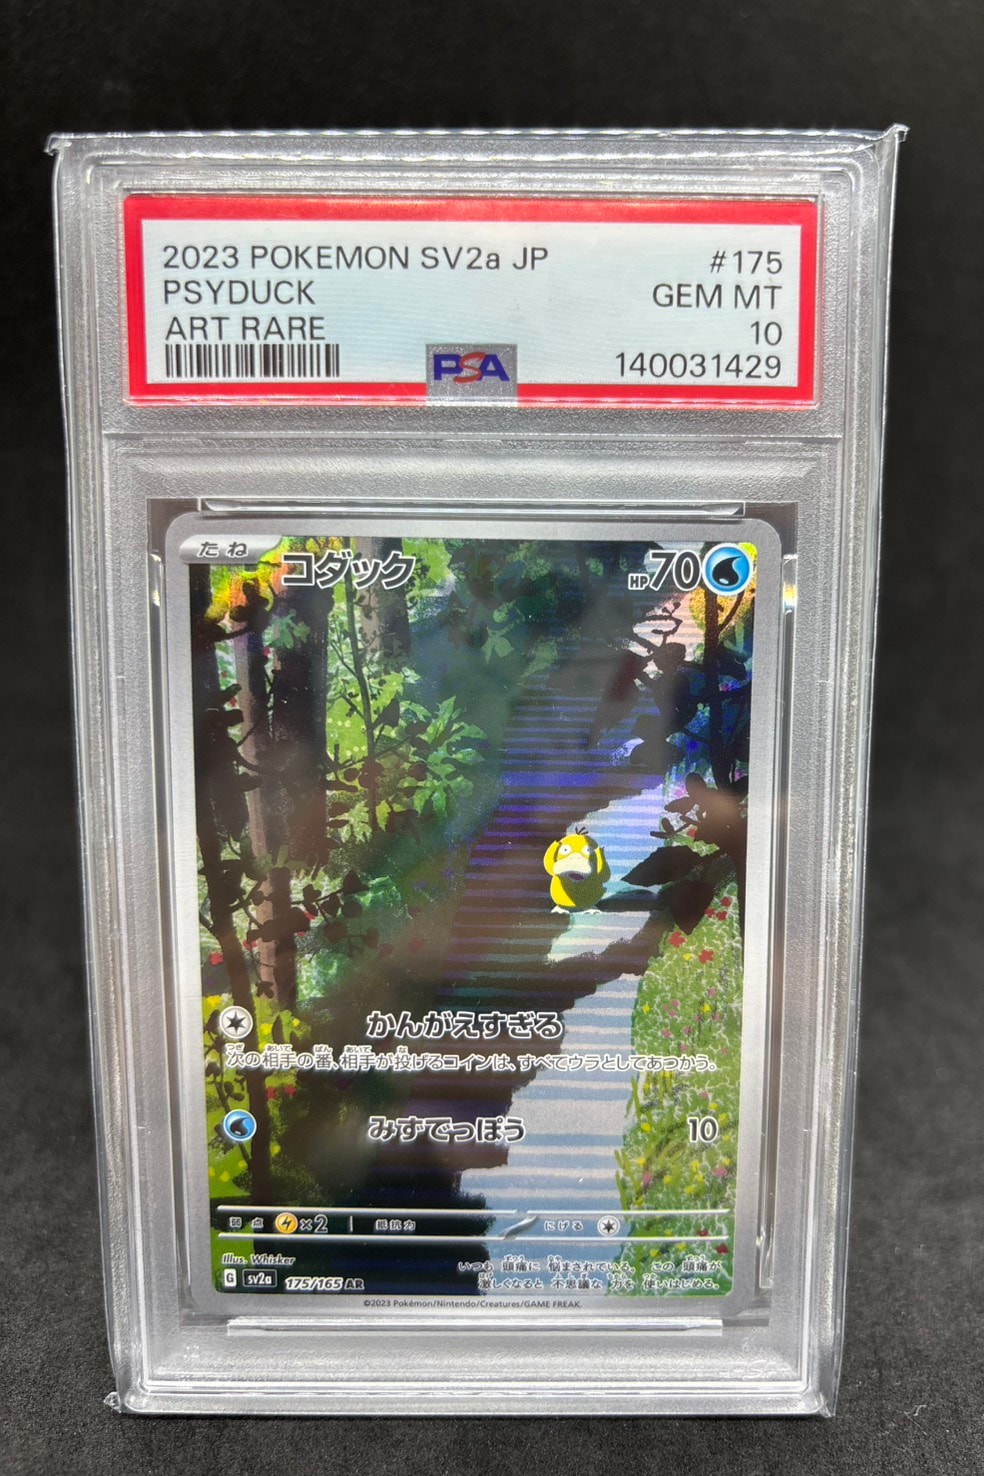 2023 POKEMON SV2a JP #175
PSYDUCK GEM MT
ART RARE 10
140031429
PSA
たね コダック HP70
かんがえすぎる
次の相手の番、相手が投げるコインは、すべてウラとしてあつかう。
みずでっぽう 10
弱点 ×2 抵抗力 にげる
Illus. Whisker
G sv2a 175/165 AR
いつも 頭痛に 悩まされている。 この 頭痛が
激しくなると 不思議な 力を 使いはじめる。
©2023 Pokémon/Nintendo/Creatures/GAME FREAK.